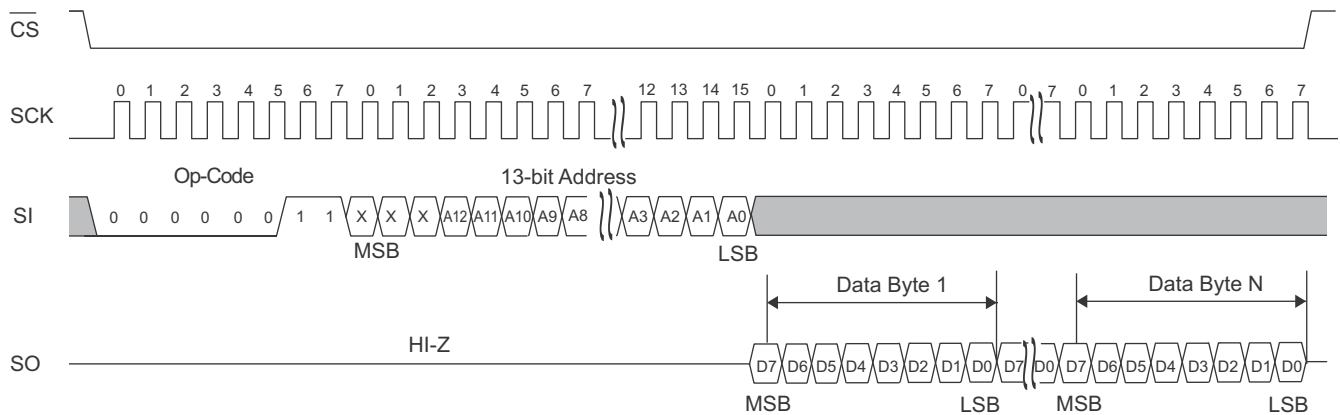 CS
0 1 2 3 4 5 6 7 0 1 2 3 4 5 6 7 12 13 14 15 0 1 2 3 4 5 6 7 0 7 0 1 2 3 4 5 6 7
SCK
Op-Code 13-bit Address
SI 0 0 0 0 0 0 1 1 X X X A12 A11 A10 A9 A8 A3 A2 A1 A0
MSB LSB
Data Byte 1 Data Byte N
HI-Z
SO D7 D6 D5 D4 D3 D2 D1 D0 D7 D0 D7 D6 D5 D4 D3 D2 D1 D0
MSB LSB MSB LSB